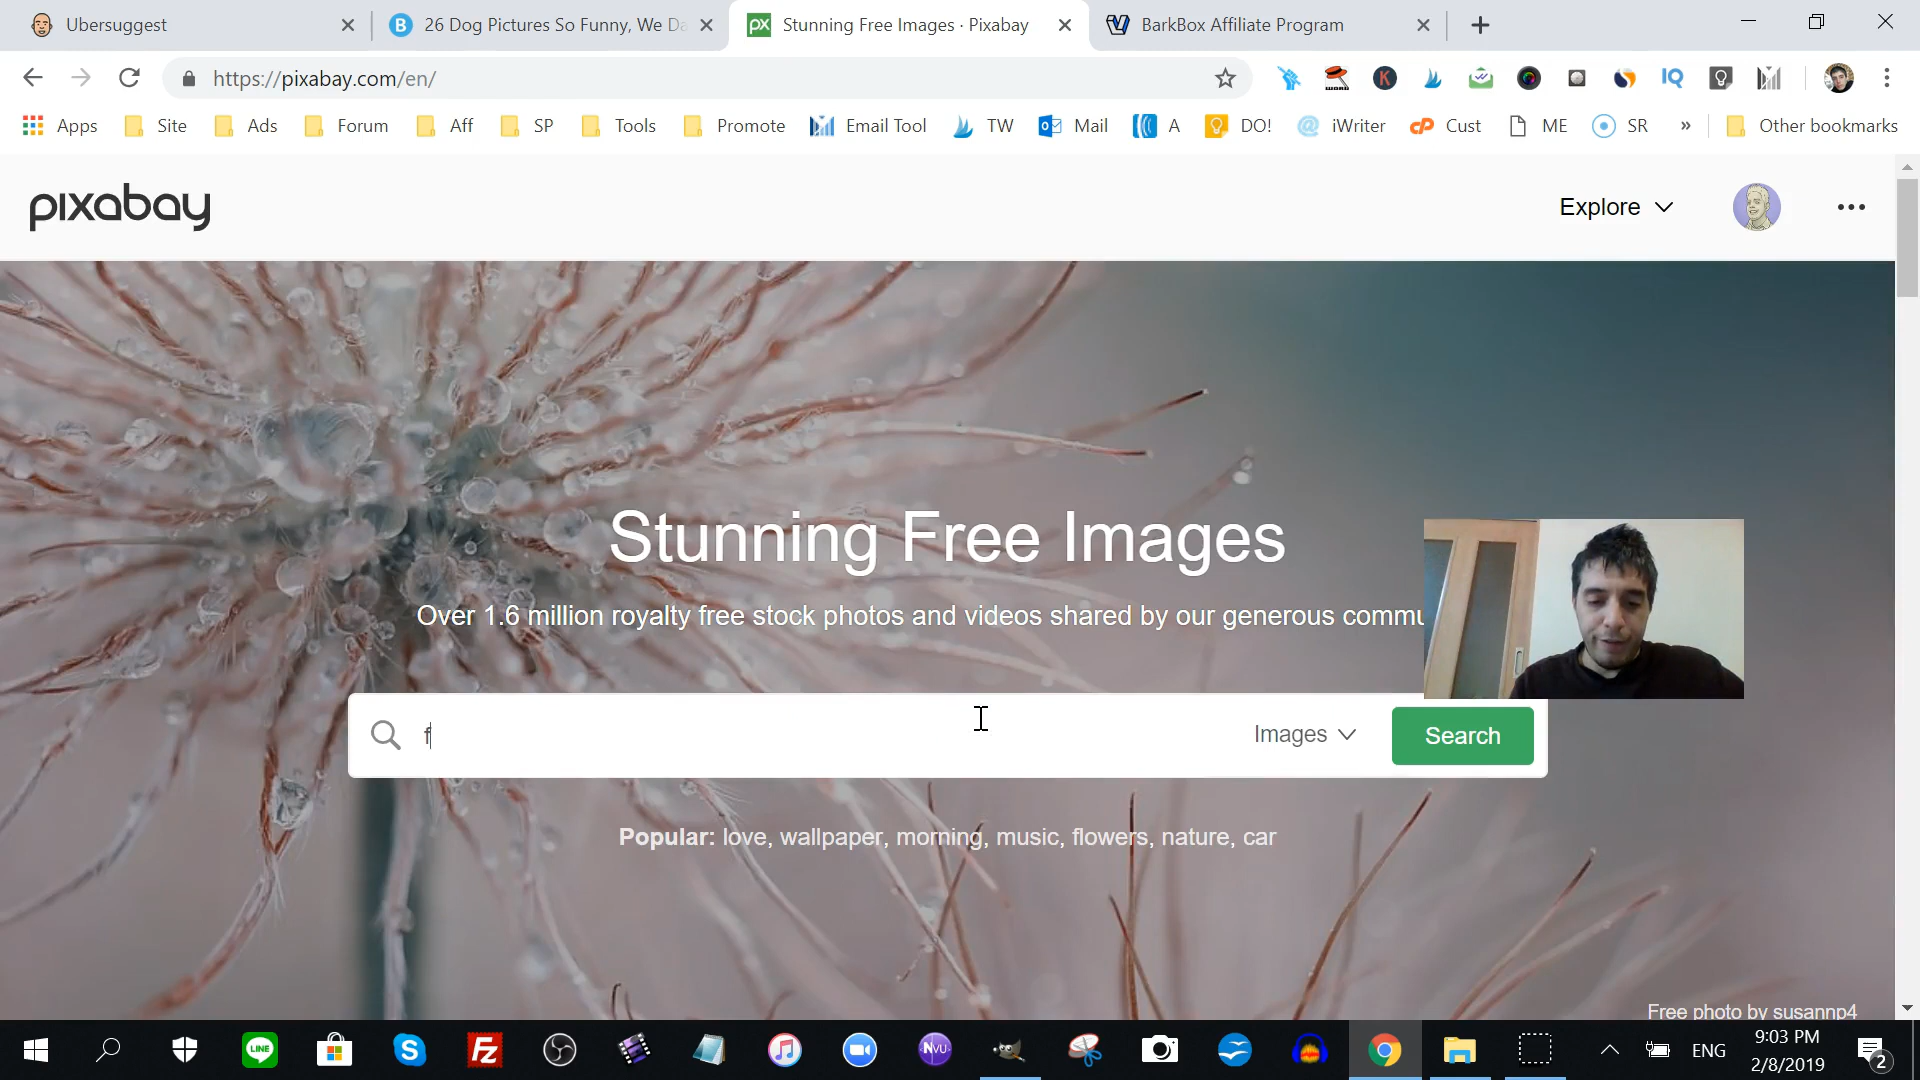 Ubersuggest
26 Dog Pictures So Funny, We Da
Stunning Free Images · Pixabay
BarkBox Affiliate Program
https://pixabay.com/en/
Apps Site Ads Forum Aff SP Tools Promote Email Tool TW Mail A DO! iWriter Cust ME SR » Other bookmarks
pixabay
Explore
Stunning Free Images
Over 1.6 million royalty free stock photos and videos shared by our generous commu
f
Images
Search
Popular: love, wallpaper, morning, music, flowers, nature, car
Free photo by susannp4
ENG
9:03 PM
2/8/2019
2